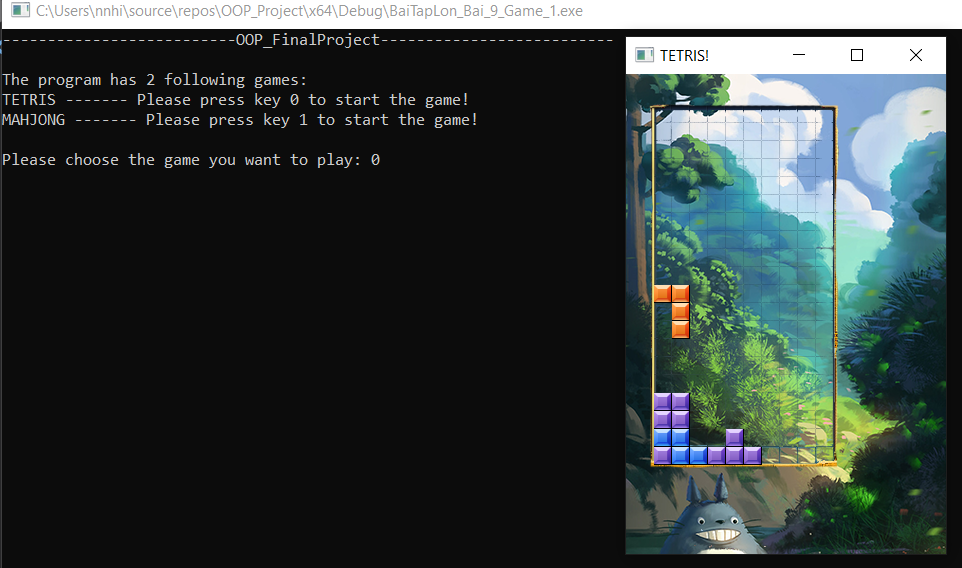 C:\Users\nnhi\source\repos\OOP_Project\x64\Debug\BaiTapLon_Bai_9_Game_1.exe
--------------------------OOP_FinalProject--------------------------
The program has 2 following games:
TETRIS ------- Please press key 0 to start the game!
MAHJONG ------- Please press key 1 to start the game!
Please choose the game you want to play: 0
TETRIS!